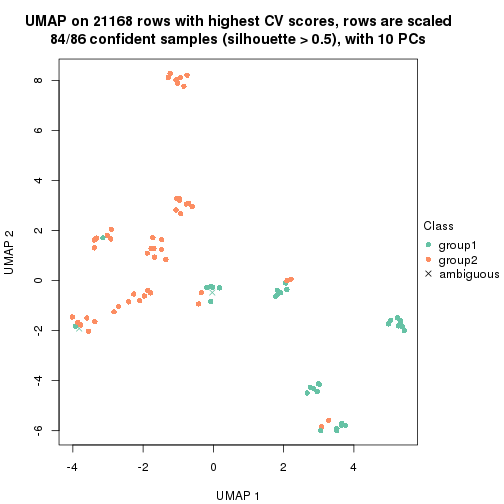 UMAP on 21168 rows with highest CV scores, rows are scaled
84/86 confident samples (silhouette > 0.5), with 10 PCs
8
6
4
2
0
-2
-4
-6
UMAP 2
-4
-2
0
2
4
UMAP 1
Class
group1
group2
ambiguous